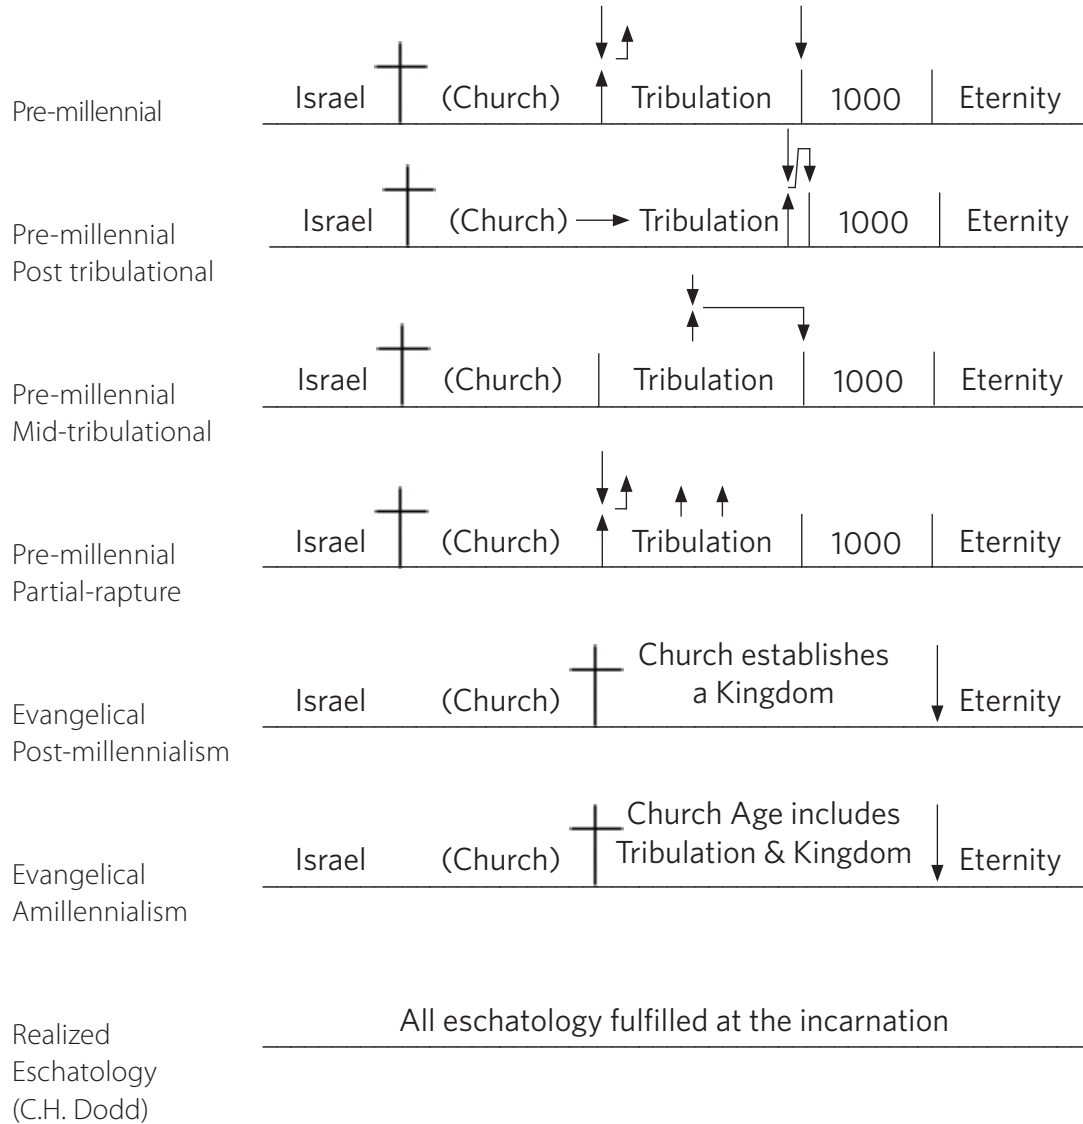 Pre-millennial
Israel (Church) Tribulation 1000 Eternity
Pre-millennial
Post tribulational
Israel (Church) Tribulation 1000 Eternity
Pre-millennial
Mid-tribulational
Israel (Church) Tribulation 1000 Eternity
Pre-millennial
Partial-rapture
Israel (Church) Tribulation 1000 Eternity
Evangelical
Post-millennialism
Israel (Church) Eternity
Church establishes
a Kingdom
Evangelical
Amillennialism
Israel (Church) Eternity
Church Age includes
Tribulation & Kingdom
Realized
Eschatology
(C.H. Dodd)
All eschatology fulfilled at the incarnation